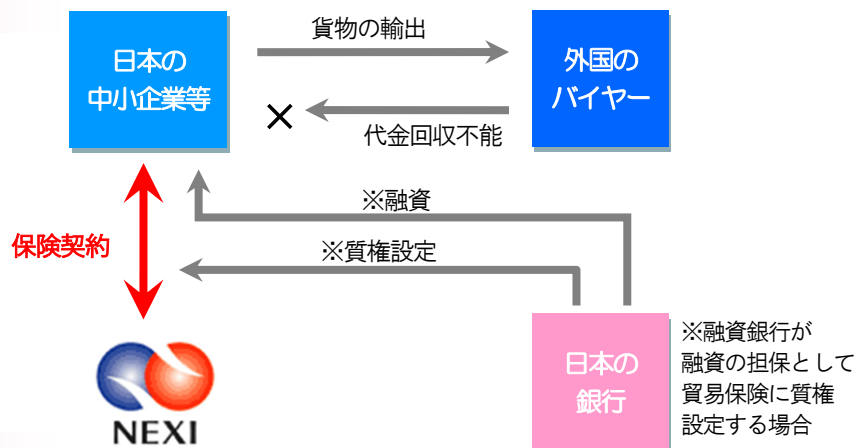 日本の
中小企業等
貨物の輸出
外国の
バイヤー
×
代金回収不能
※融資
保険契約
※質権設定
日本の
銀行
※融資銀行が
融資の担保として
貿易保険に質権
設定する場合
NEXI